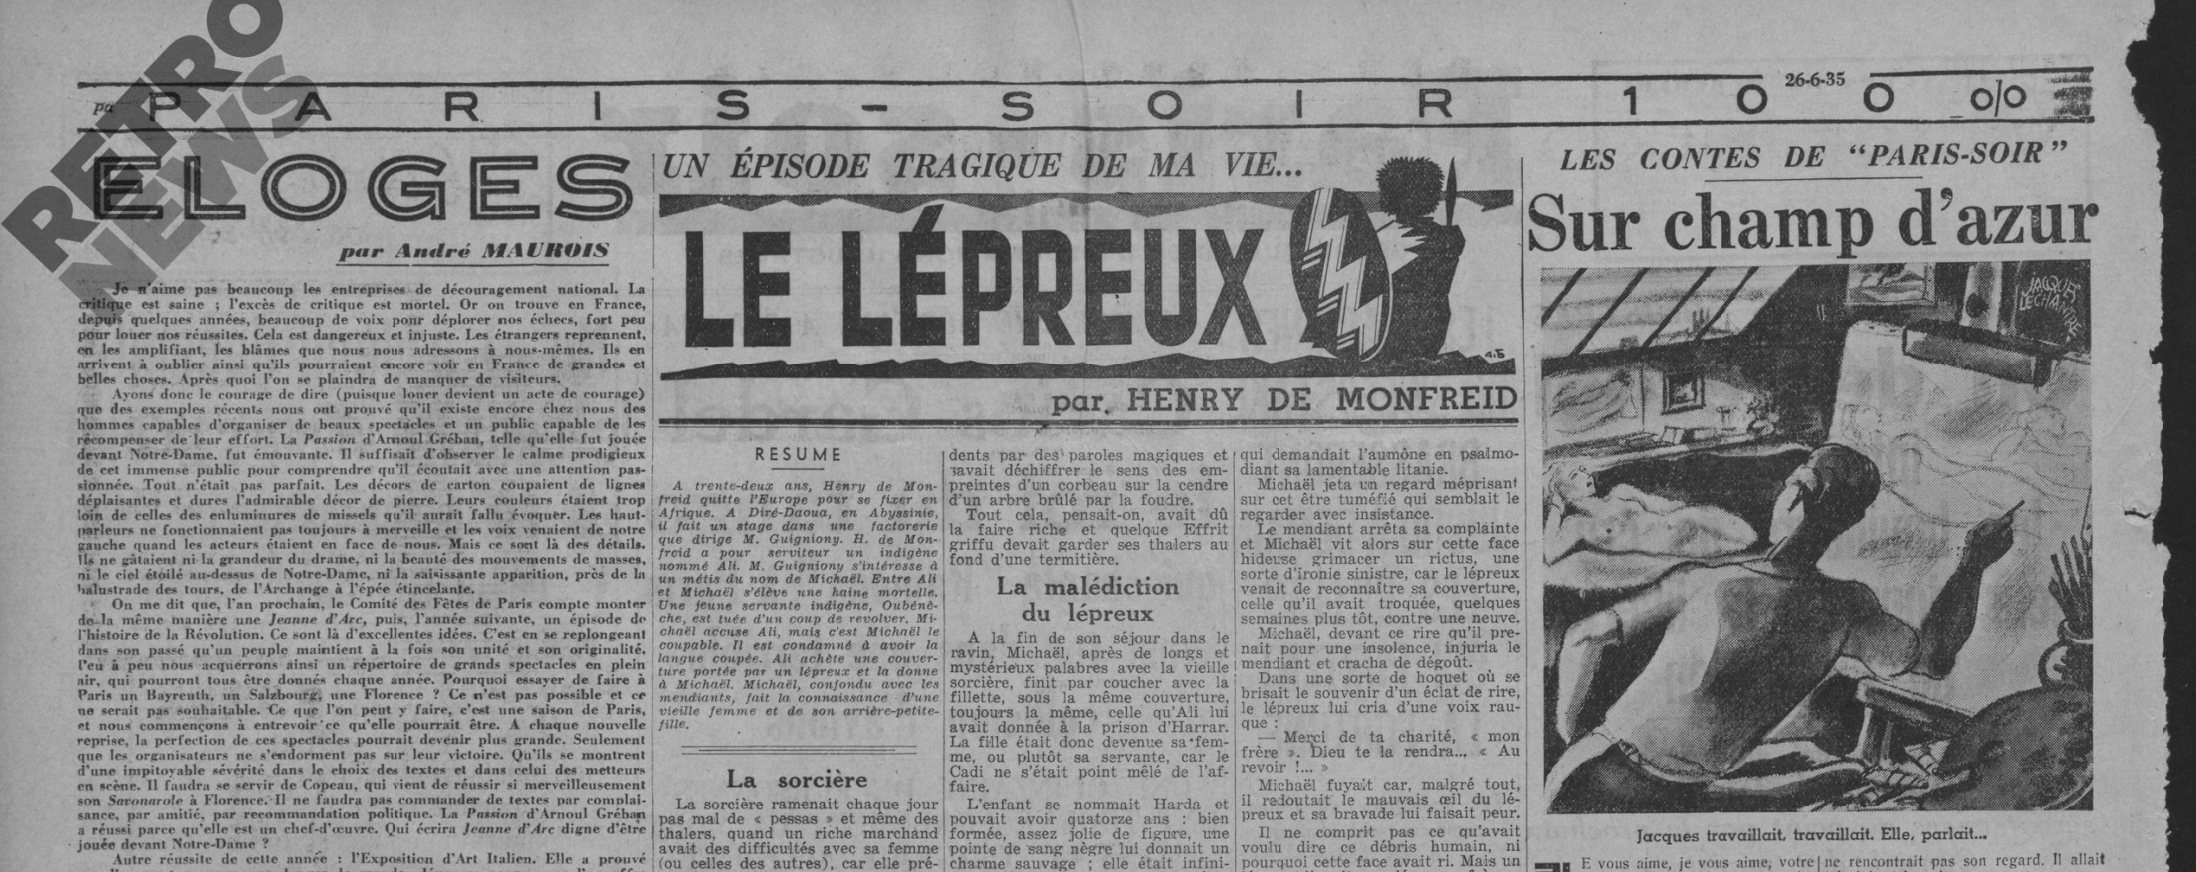 RETRO
NEWS
26-6-35
pa
PARIS-SOIR 100 o/o
ELOGES
par André MAUROIS
Je n'aime pas beaucoup les entreprises de découragement national. La
critique est saine ; l'excès de critique est mortel. Or on trouve en France,
depuis quelques années, beaucoup de voix pour déplorer nos échecs, fort peu
pour louer nos réussites. Cela est dangereux et injuste. Les étrangers reprennent,
en les amplifiant, les blâmes que nous nous adressons à nous-mêmes. Ils en
arrivent à oublier ainsi qu'ils pourraient encore voir en France de grandes et
belles choses. Après quoi l'on se plaindra de manquer de visiteurs.
Ayons donc le courage de dire (puisque louer devient un acte de courage)
que des exemples récents nous ont prouvé qu'il existe encore chez nous des
hommes capables d'organiser de beaux spectacles et un public capable de les
récompenser de leur effort. La Passion d'Arnoul Gréban, telle qu'elle fut jouée
devant Notre-Dame, fut émouvante. Il suffisait d'observer le calme prodigieux
de cet immense public pour comprendre qu'il écoutait avec une attention pas-
sionnée. Tout n'était pas parfait. Les décors de carton coupaient de lignes
déplaisantes et dures l'admirable décor de pierre. Leurs couleurs étaient trop
loin de celles des enluminures de missels qu'il aurait fallu évoquer. Les haut-
parleurs ne fonctionnaient pas toujours à merveille et les voix venaient de notre
gauche quand les acteurs étaient en face de nous. Mais ce sont là des détails.
Ils ne gâtaient ni la grandeur du drame, ni la beauté des mouvements de masses,
ni le ciel étoilé au-dessus de Notre-Dame, ni la saisissante apparition, près de la
balustrade des tours, de l'Archange à l'épée étincelante.
On me dit que, l'an prochain, le Comité des Fêtes de Paris compte monter
de la même manière une Jeanne d'Arc, puis, l'année suivante, un épisode de
l'histoire de la Révolution. Ce sont là d'excellentes idées. C'est en se replongeant
dans son passé qu'un peuple maintient à la fois son unité et son originalité.
Peu à peu nous acquerrons ainsi un répertoire de grands spectacles en plein
air, qui pourront tous être donnés chaque année. Pourquoi essayer de faire à
Paris un Bayreuth, un Salzbourg, une Florence ? Ce n'est pas possible et ce
ne serait pas souhaitable. Ce que l'on peut y faire, c'est une saison de Paris,
et nous commençons à entrevoir ce qu'elle pourrait être. A chaque nouvelle
reprise, la perfection de ces spectacles pourrait devenir plus grande. Seulement
que les organisateurs ne s'endorment pas sur leur victoire. Qu'ils se montrent
d'une impitoyable sévérité dans le choix des textes et dans celui des metteurs
en scène. Il faudra se servir de Copeau, qui vient de réussir si merveilleusement
son Savonarole à Florence. Il ne faudra pas commander de textes par complai-
sance, par amitié, par recommandation politique. La Passion d'Arnoul Gréban
a réussi parce qu'elle est un chef-d'œuvre. Qui écrira Jeanne d'Arc digne d'être
jouée devant Notre-Dame ?
Autre réussite de cette année : l'Exposition d'Art Italien. Elle a prouvé
UN ÉPISODE TRAGIQUE DE MA VIE...
LE LÉPREUX
A.S
par HENRY DE MONFREID
RESUME
A trente-deux ans, Henry de Mon-
freid quitte l'Europe pour se fixer en
Afrique. A Diré-Daoua, en Abyssinie,
il fait un stage dans une factorerie
que dirige M. Guigniony. H. de Mon-
freid a pour serviteur un indigène
nommé Ali. M. Guigniony s'intéresse à
un métis du nom de Michaël. Entre Ali
et Michaël s'élève une haine mortelle.
Une jeune servante indigène, Oubéné-
che, est tuée d'un coup de revolver. Mi-
chaël accuse Ali, mais c'est Michaël le
coupable. Il est condamné à avoir la
langue coupée. Ali achète une couver-
ture portée par un lépreux et la donne
à Michaël. Michaël, confondu avec les
mendiants, fait la connaissance d'une
vieille femme et de son arrière-petite-
fille.
La sorcière
La sorcière ramenait chaque jour
pas mal de « pessas » et même des
thalers, quand un riche marchand
avait des difficultés avec sa femme
(ou celles des autres), car elle pré-
dents par des paroles magiques et
savait déchiffrer le sens des em-
preintes d'un corbeau sur la cendre
d'un arbre brûlé par la foudre.
Tout cela, pensait-on, avait dû
la faire riche et quelque Effrit
griffu devait garder ses thalers au
fond d'une termitière.
La malédiction
du lépreux
A la fin de son séjour dans le
ravin, Michaël, après de longs et
mystérieux palabres avec la vieille
sorcière, finit par coucher avec la
fillette, sous la même couverture,
toujours la même, celle qu'Ali lui
avait donnée à la prison d'Harrar.
La fille était donc devenue sa fem-
me, ou plutôt sa servante, car le
Cadi ne s'était point mêlé de l'af-
faire.
L'enfant se nommait Harda et
pouvait avoir quatorze ans : bien
formée, assez jolie de figure, une
pointe de sang nègre lui donnait un
charme sauvage ; elle était infini-
qui demandait l'aumône en psalmo-
diant sa lamentable litanie.
Michaël jeta un regard méprisant
sur cet être tuméfié qui semblait le
regarder avec insistance.
Le mendiant arrêta sa complainte
et Michaël vit alors sur cette face
hideuse grimacer un rictus, une
sorte d'ironie sinistre, car le lépreux
venait de reconnaître sa couverture,
celle qu'il avait troquée, quelques
semaines plus tôt, contre une neuve.
Michaël, devant ce rire qu'il pre-
nait pour une insolence, injuria le
mendiant et cracha de dégoût.
Dans une sorte de hoquet où se
brisait le souvenir d'un éclat de rire,
le lépreux lui cria d'une voix rau-
que :
— Merci de ta charité, « mon
frère ». Dieu te la rendra... « Au
revoir !... »
Michaël fuyait car, malgré tout,
il redoutait le mauvais œil du lé-
preux et sa bravade lui faisait peur.
Il ne comprit pas ce qu'avait
voulu dire ce débris humain, ni
pourquoi cette face avait ri. Mais un
LES CONTES DE "PARIS-SOIR"
Sur champ d'azur
JACQUES
LECHANTRE
Jacques travaillait, travaillait. Elle, parlait...
E vous aime, je vous aime, votre
ne rencontrait pas son regard. Il allait